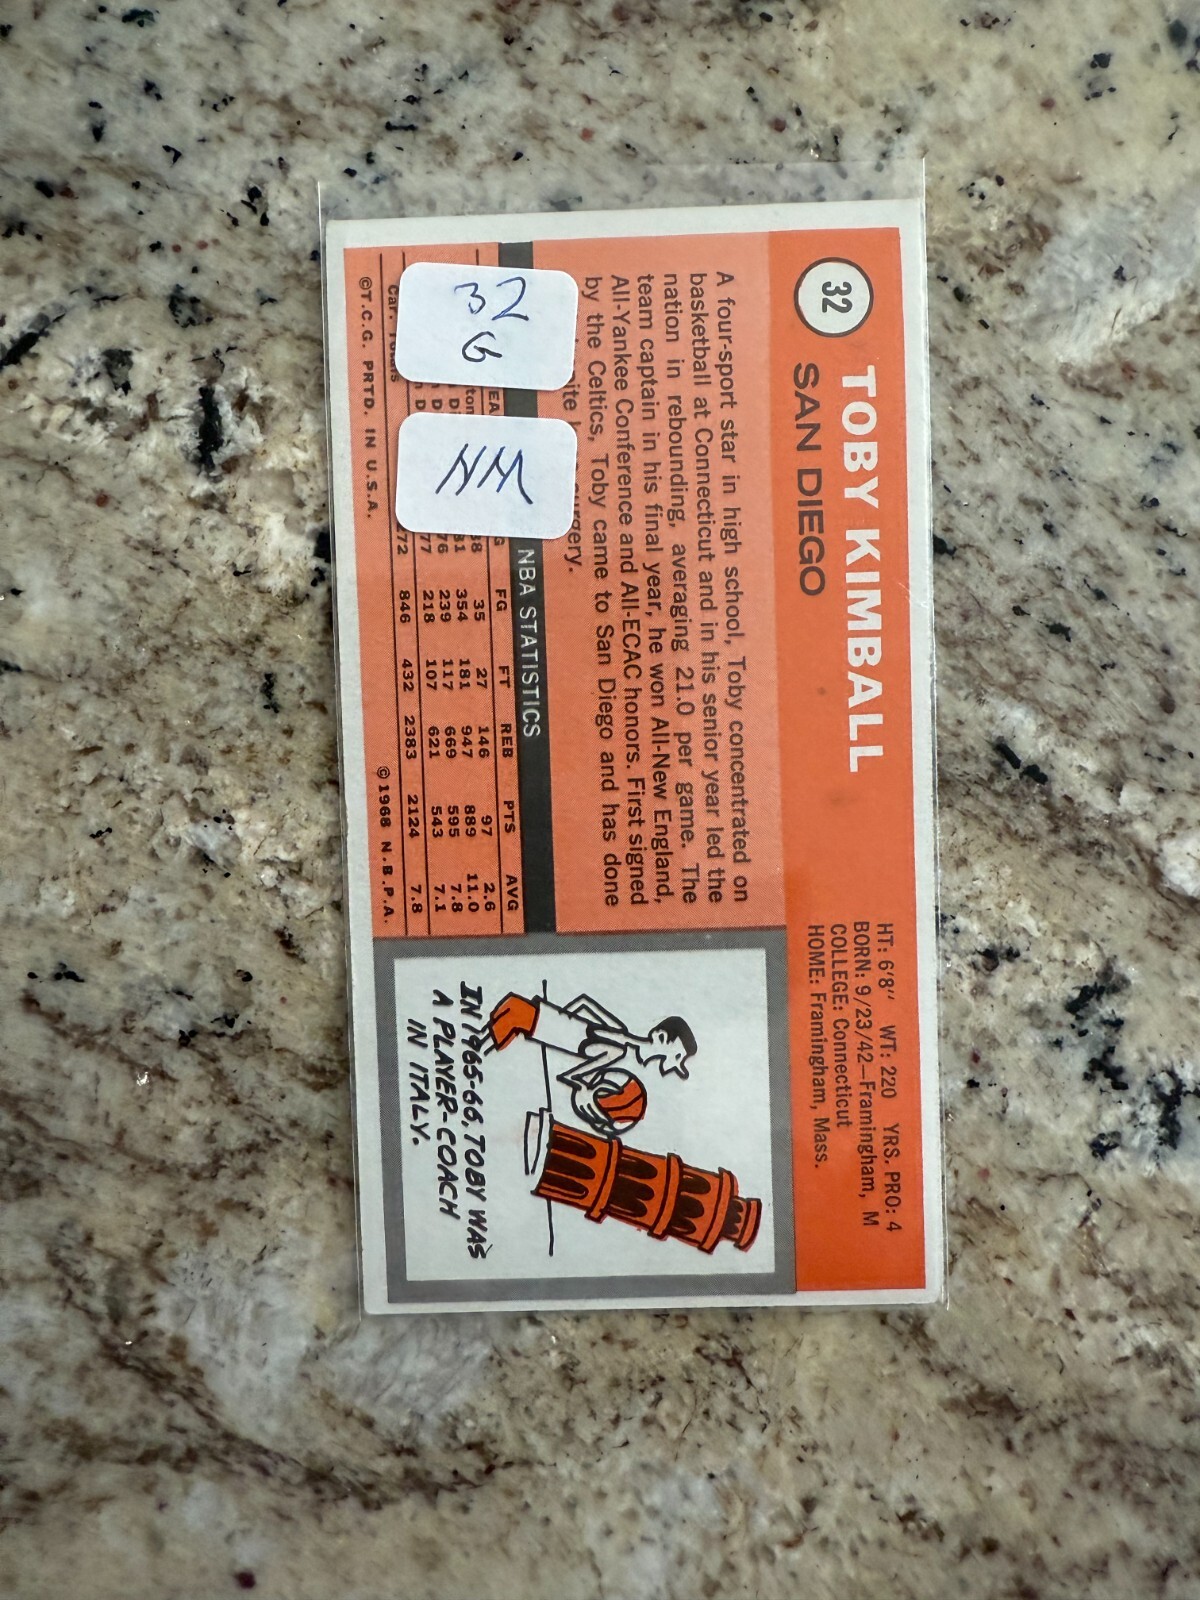 32
TOBY KIMBALL
SAN DIEGO
HT: 6'8" WT: 220 YRS. PRO: 4
BORN: 9/23/42—Framingham, M
COLLEGE: Connecticut
HOME: Framingham, Mass.
A four-sport star in high school, Toby concentrated on
basketball at Connecticut and in his senior year led the
nation in rebounding, averaging 21.0 per game. The
team captain in his final year, he won All-New England,
All-Yankee Conference and All-ECAC honors. First signed
by the Celtics, Toby came to San Diego and has done
surgery.
NBA STATISTICS
G FG FT REB PTS AVG
38 35 27 146 97 2.6
81 354 181 947 889 11.0
76 239 117 669 595 7.8
77 218 107 621 543 7.1
Car. Totals 272 846 432 2383 2124 7.8
©T.C.G. PRTD. IN U.S.A. © 1968 N.B.P.A.
32
G
NM
IN 1965-66, TOBY WAS
A PLAYER-COACH
IN ITALY.